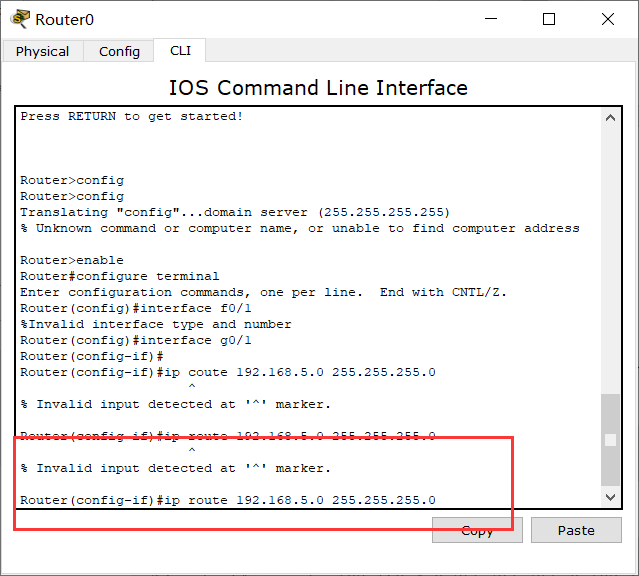 Router0
Physical Config CLI
IOS Command Line Interface
Press RETURN to get started!
Router>config
Router>config
Translating "config"...domain server (255.255.255.255)
% Unknown command or computer name, or unable to find computer address
Router>enable
Router#configure terminal
Enter configuration commands, one per line.  End with CNTL/Z.
Router(config)#interface f0/1
%Invalid interface type and number
Router(config)#interface g0/1
Router(config-if)#
Router(config-if)#ip coute 192.168.5.0 255.255.255.0
^
% Invalid input detected at '^' marker.
Router(config-if)#ip route 192.168.5.0 255.255.255.0
^
% Invalid input detected at '^' marker.
Router(config-if)#ip route 192.168.5.0 255.255.255.0
Copy Paste